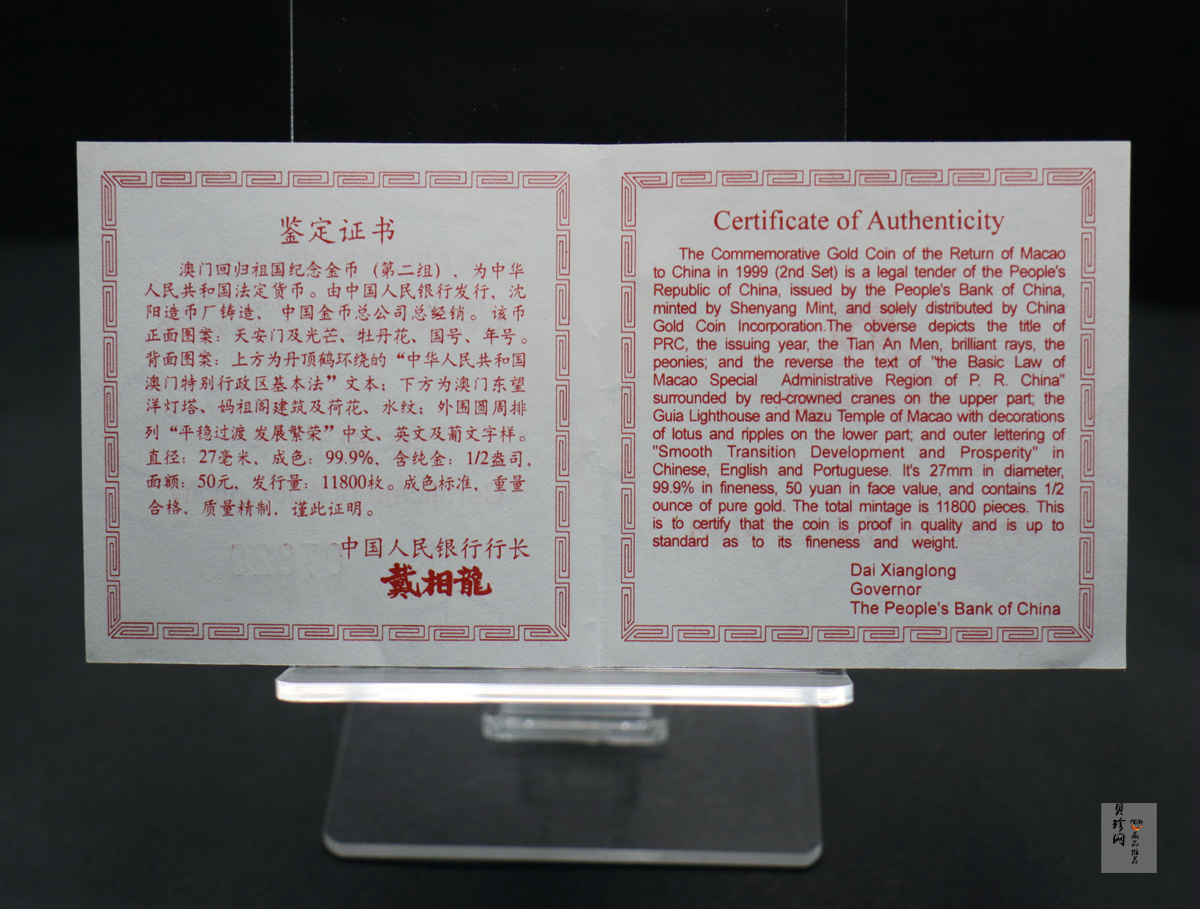 鉴定证书
澳门回归祖国纪念金币（第二组），为中华
人民共和国法定货币。由中国人民银行发行、沈
阳造币厂铸造、中国金币总公司总经销。该币
正面图案：天安门及光芒、牡丹花、国号、年号。
背面图案：上方为丹顶鹤环绕的“中华人民共和国
澳门特别行政区基本法”文本；下方为澳门东望
洋灯塔、妈祖阁建筑及荷花、水纹；外围圆周排
列“平稳过渡 发展繁荣”中文、英文及葡文字样。
直径：27毫米、成色：99.9%、含纯金：1/2盎司、
面额：50元、发行量：11800枚。成色标准，重量
合格，质量精制，谨此证明。
中国人民银行行长
戴相龍
Certificate of Authenticity
The Commemorative Gold Coin of the Return of Macao
to China in 1999 (2nd Set) is a legal tender of the People's
Republic of China, issued by the People's Bank of China,
minted by Shenyang Mint, and solely distributed by China
Gold Coin Incorporation.The obverse depicts the title of
PRC, the issuing year, the Tian An Men, brilliant rays, the
peonies; and the reverse the text of "the Basic Law of
Macao Special Administrative Region of P. R. China"
surrounded by red-crowned cranes on the upper part; the
Guia Lighthouse and Mazu Temple of Macao with decorations
of lotus and ripples on the lower part; and outer lettering of
"Smooth Transition Development and Prosperity" in
Chinese, English and Portuguese. It's 27mm in diameter,
99.9% in fineness, 50 yuan in face value, and contains 1/2
ounce of pure gold. The total mintage is 11800 pieces. This
is to certify that the coin is proof in quality and is up to
standard as to its fineness and weight.
Dai Xianglong
Governor
The People's Bank of China
贝珍网